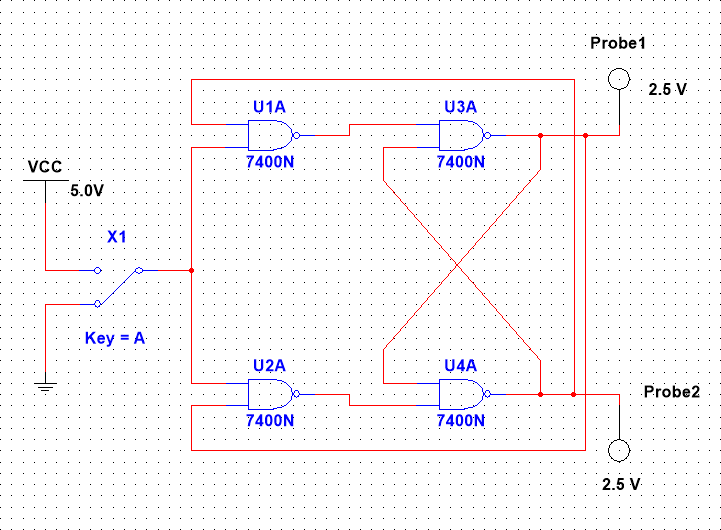 Probe1
2.5 V
U1A
U3A
7400N
7400N
VCC
5.0V
X1
Key = A
U2A
U4A
7400N
7400N
Probe2
2.5 V